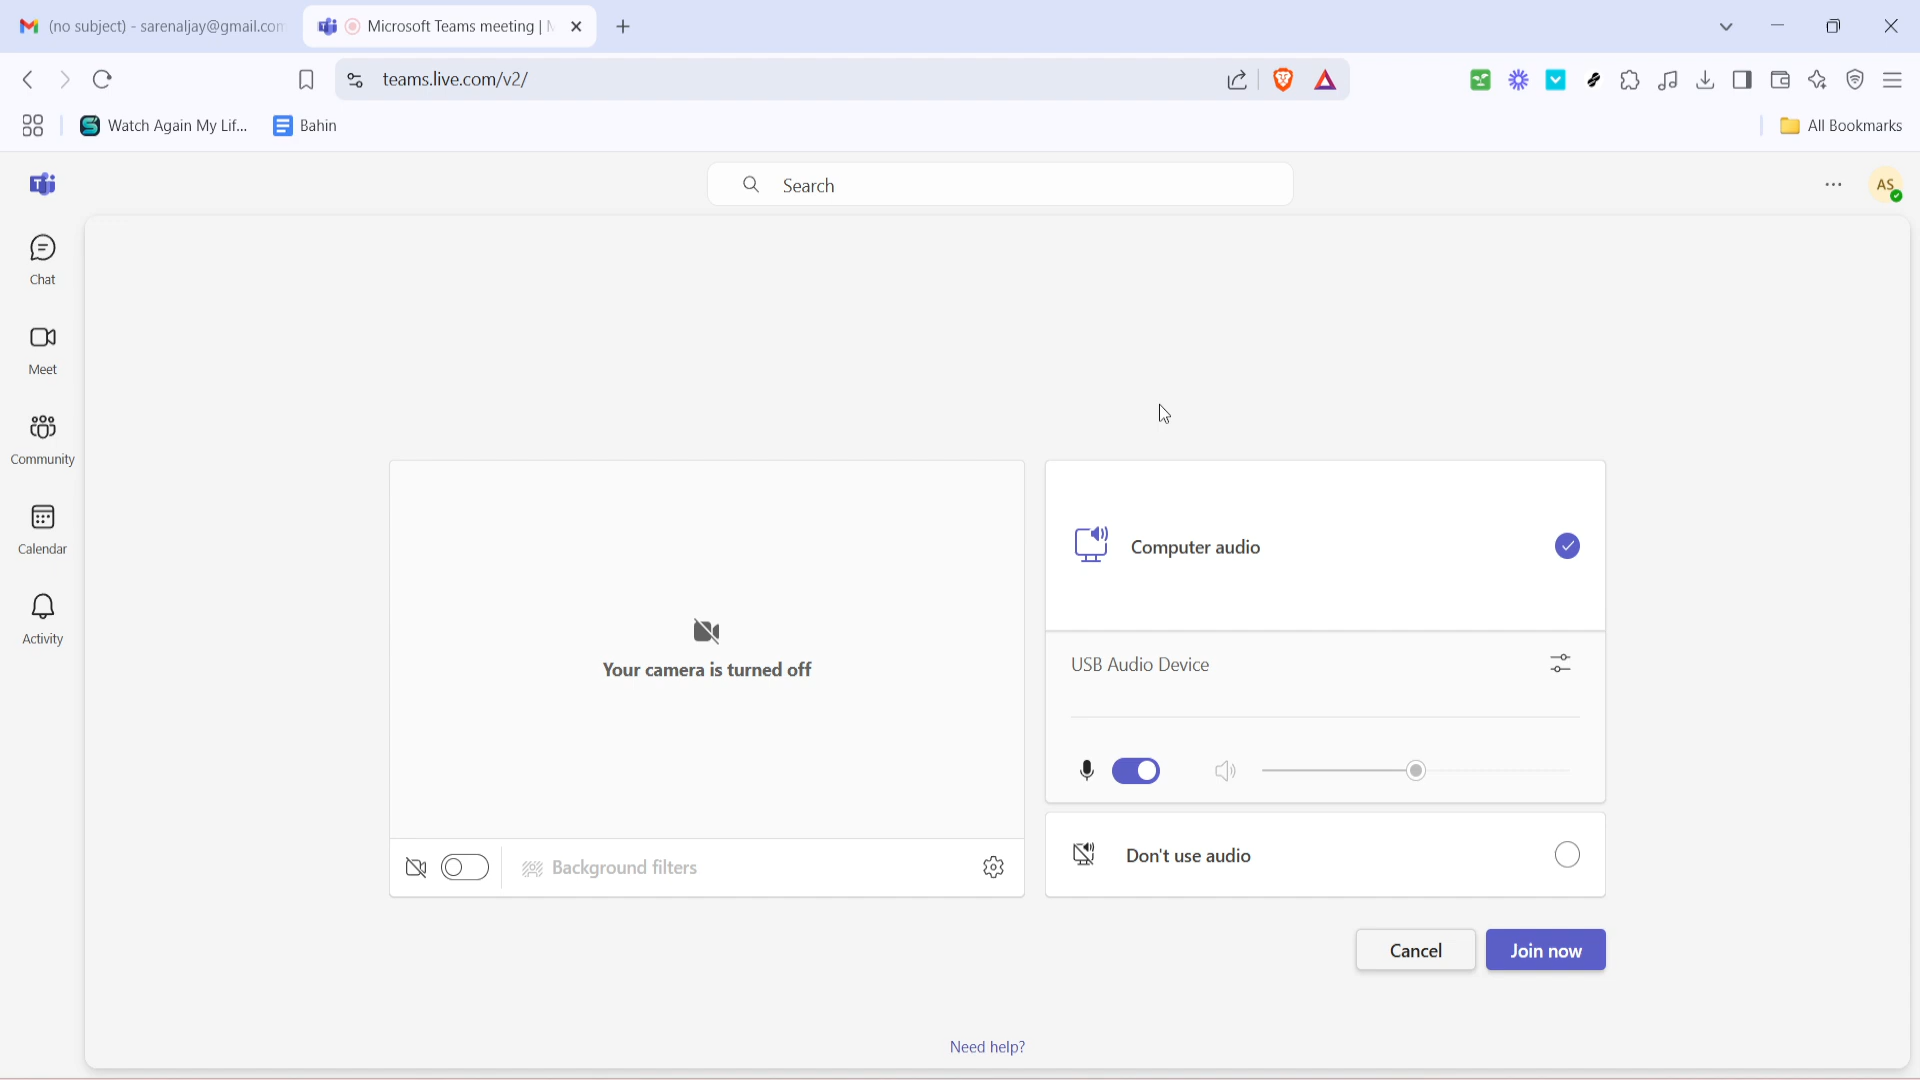 (no subject) - sarenaljay@gmail.com
Microsoft Teams meeting |
teams.live.com/v2/
Watch Again My Lif...
Bahin
All Bookmarks
Search
AS
Chat
Meet
Community
Calendar
Activity
Your camera is turned off
Background filters
Computer audio
USB Audio Device
Don't use audio
Cancel
Join now
Need help?